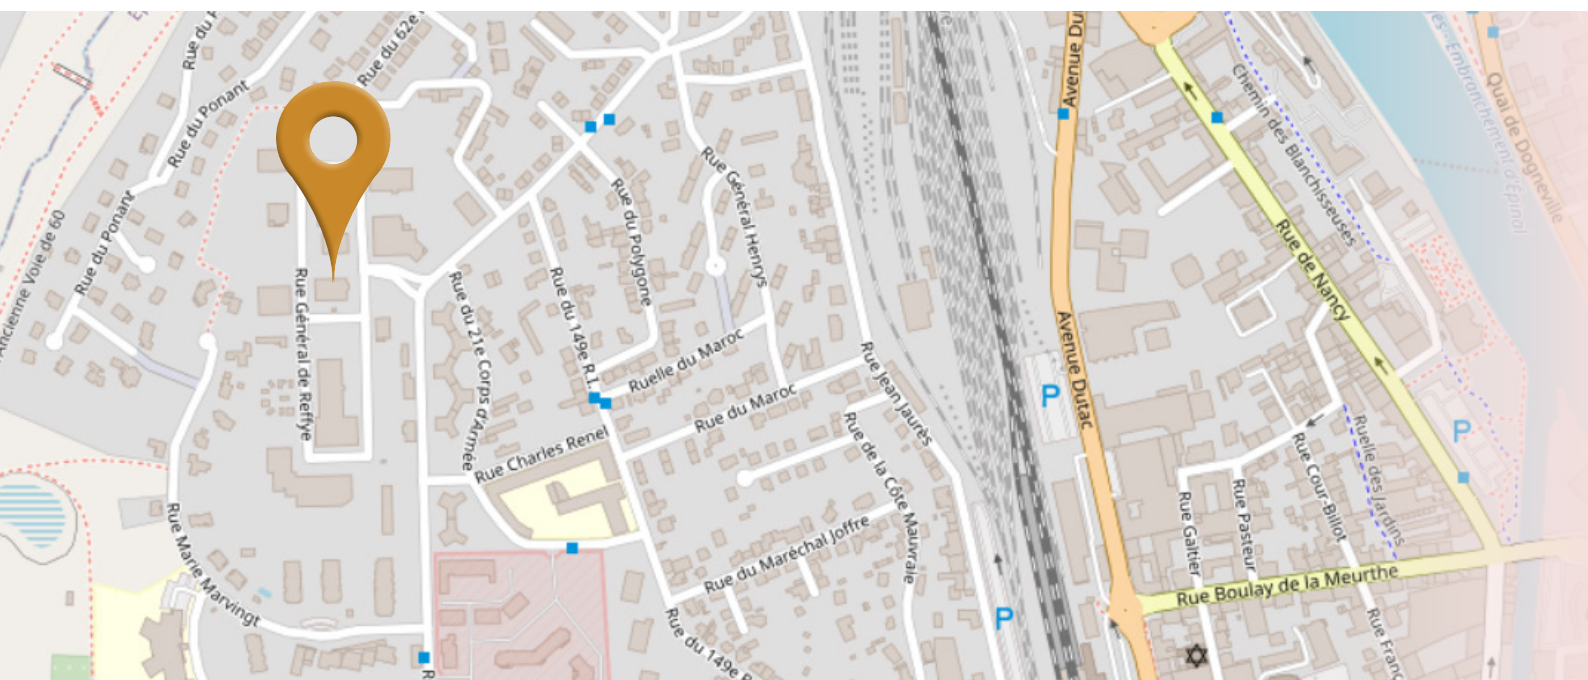 Rue du P
Rue du 62e
Rue du Ponant
Rue du Ponant
Ancienne Voie de 60
Rue Général de Reffye
Rue Marie Marvingt
Rue du 21e Corps d'Armée
Rue Charles Renel
Rue du 149e R.I.
Rue du Polygone
Rue Général Henrys
Ruelle du Maroc
Rue du Maroc
Rue Jean Jaurès
Rue de la Côte Mauvraie
Rue du Maréchal Joffre
Rue du 149e R
R
P
P
Avenue Du
Avenue Dutac
Chemin des Blanchisseuses
Rue de Nancy
Quai de Dogneville
Embranchement d'Épinal
P
Ruelle des Jardins
Rue Cour-Billot
Rue Pasteur
Rue Galtier
Rue Boulay de la Meurthe
Rue Franç